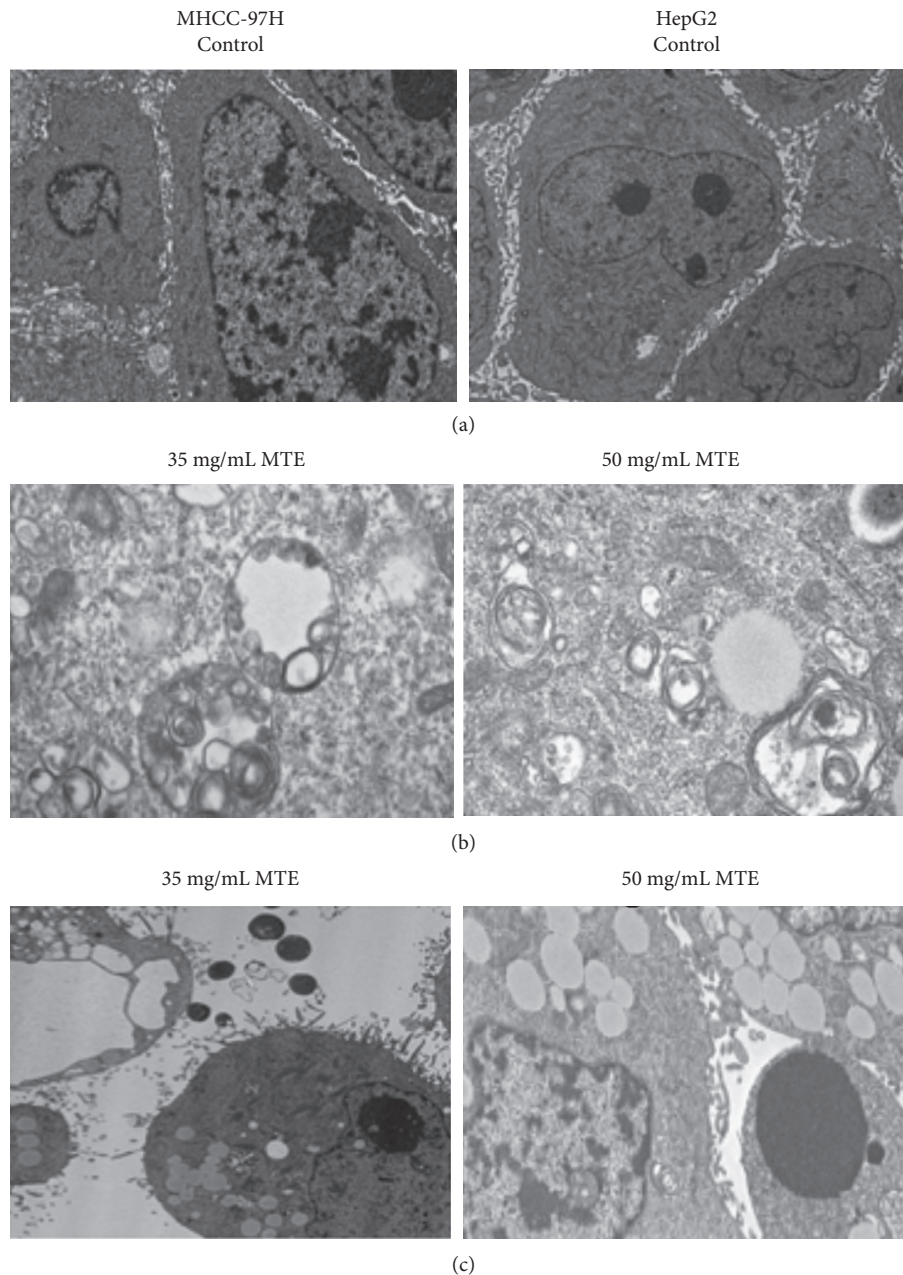 MHCC-97H
Control
HepG2
Control
(a)
35 mg/mL MTE
50 mg/mL MTE
(b)
35 mg/mL MTE
50 mg/mL MTE
(c)